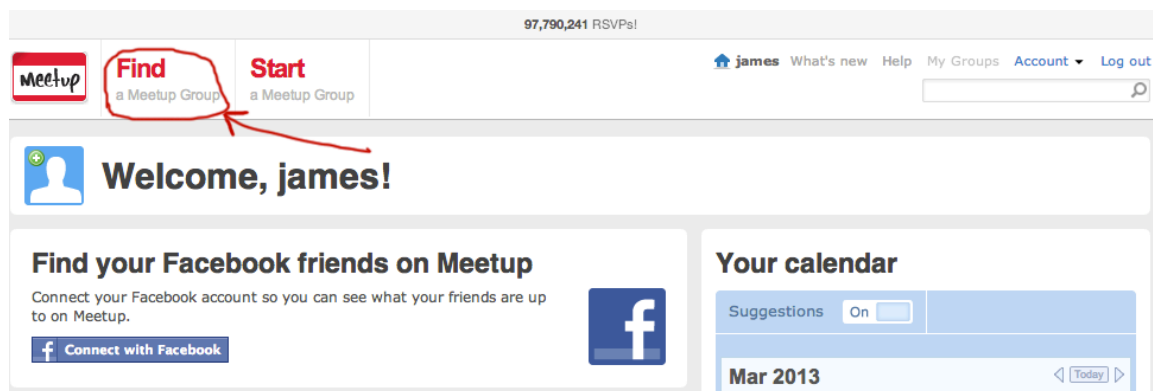 97,790,241 RSVPs!
Meetup
Find
a Meetup Group
Start
a Meetup Group
james What's new Help My Groups Account Log out
Welcome, james!
Find your Facebook friends on Meetup
Connect your Facebook account so you can see what your friends are up
to on Meetup.
f
f Connect with Facebook
Your calendar
Suggestions On
Mar 2013 Today